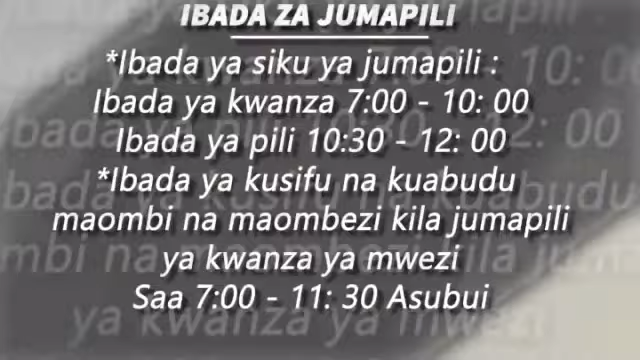 IBADA ZA JUMAPILI
*Ibada ya siku ya jumapili :
Ibada ya kwanza 7:00 - 10: 00
Ibada ya pili 10:30 - 12: 00
*Ibada ya kusifu na kuabudu
maombi na maombezi kila jumapili
ya kwanza ya mwezi
Saa 7:00 - 11: 30 Asubui